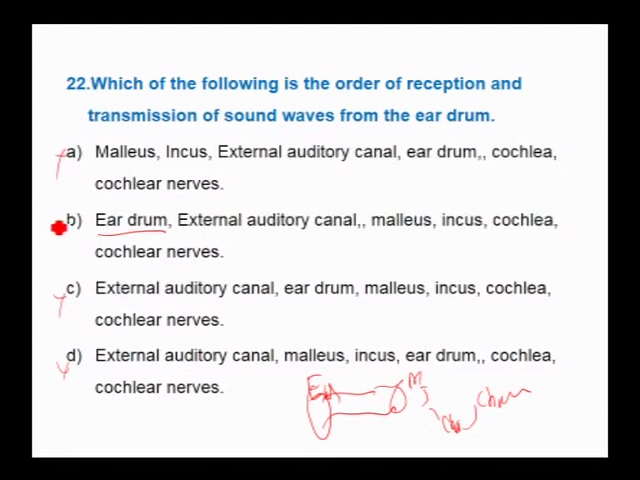 22.Which of the following is the order of reception and
transmission of sound waves from the ear drum.
a) Malleus, Incus, External auditory canal, ear drum,, cochlea,
cochlear nerves.
b) Ear drum, External auditory canal,, malleus, incus, cochlea,
cochlear nerves.
c) External auditory canal, ear drum, malleus, incus, cochlea,
cochlear nerves.
d) External auditory canal, malleus, incus, ear drum,, cochlea,
cochlear nerves.